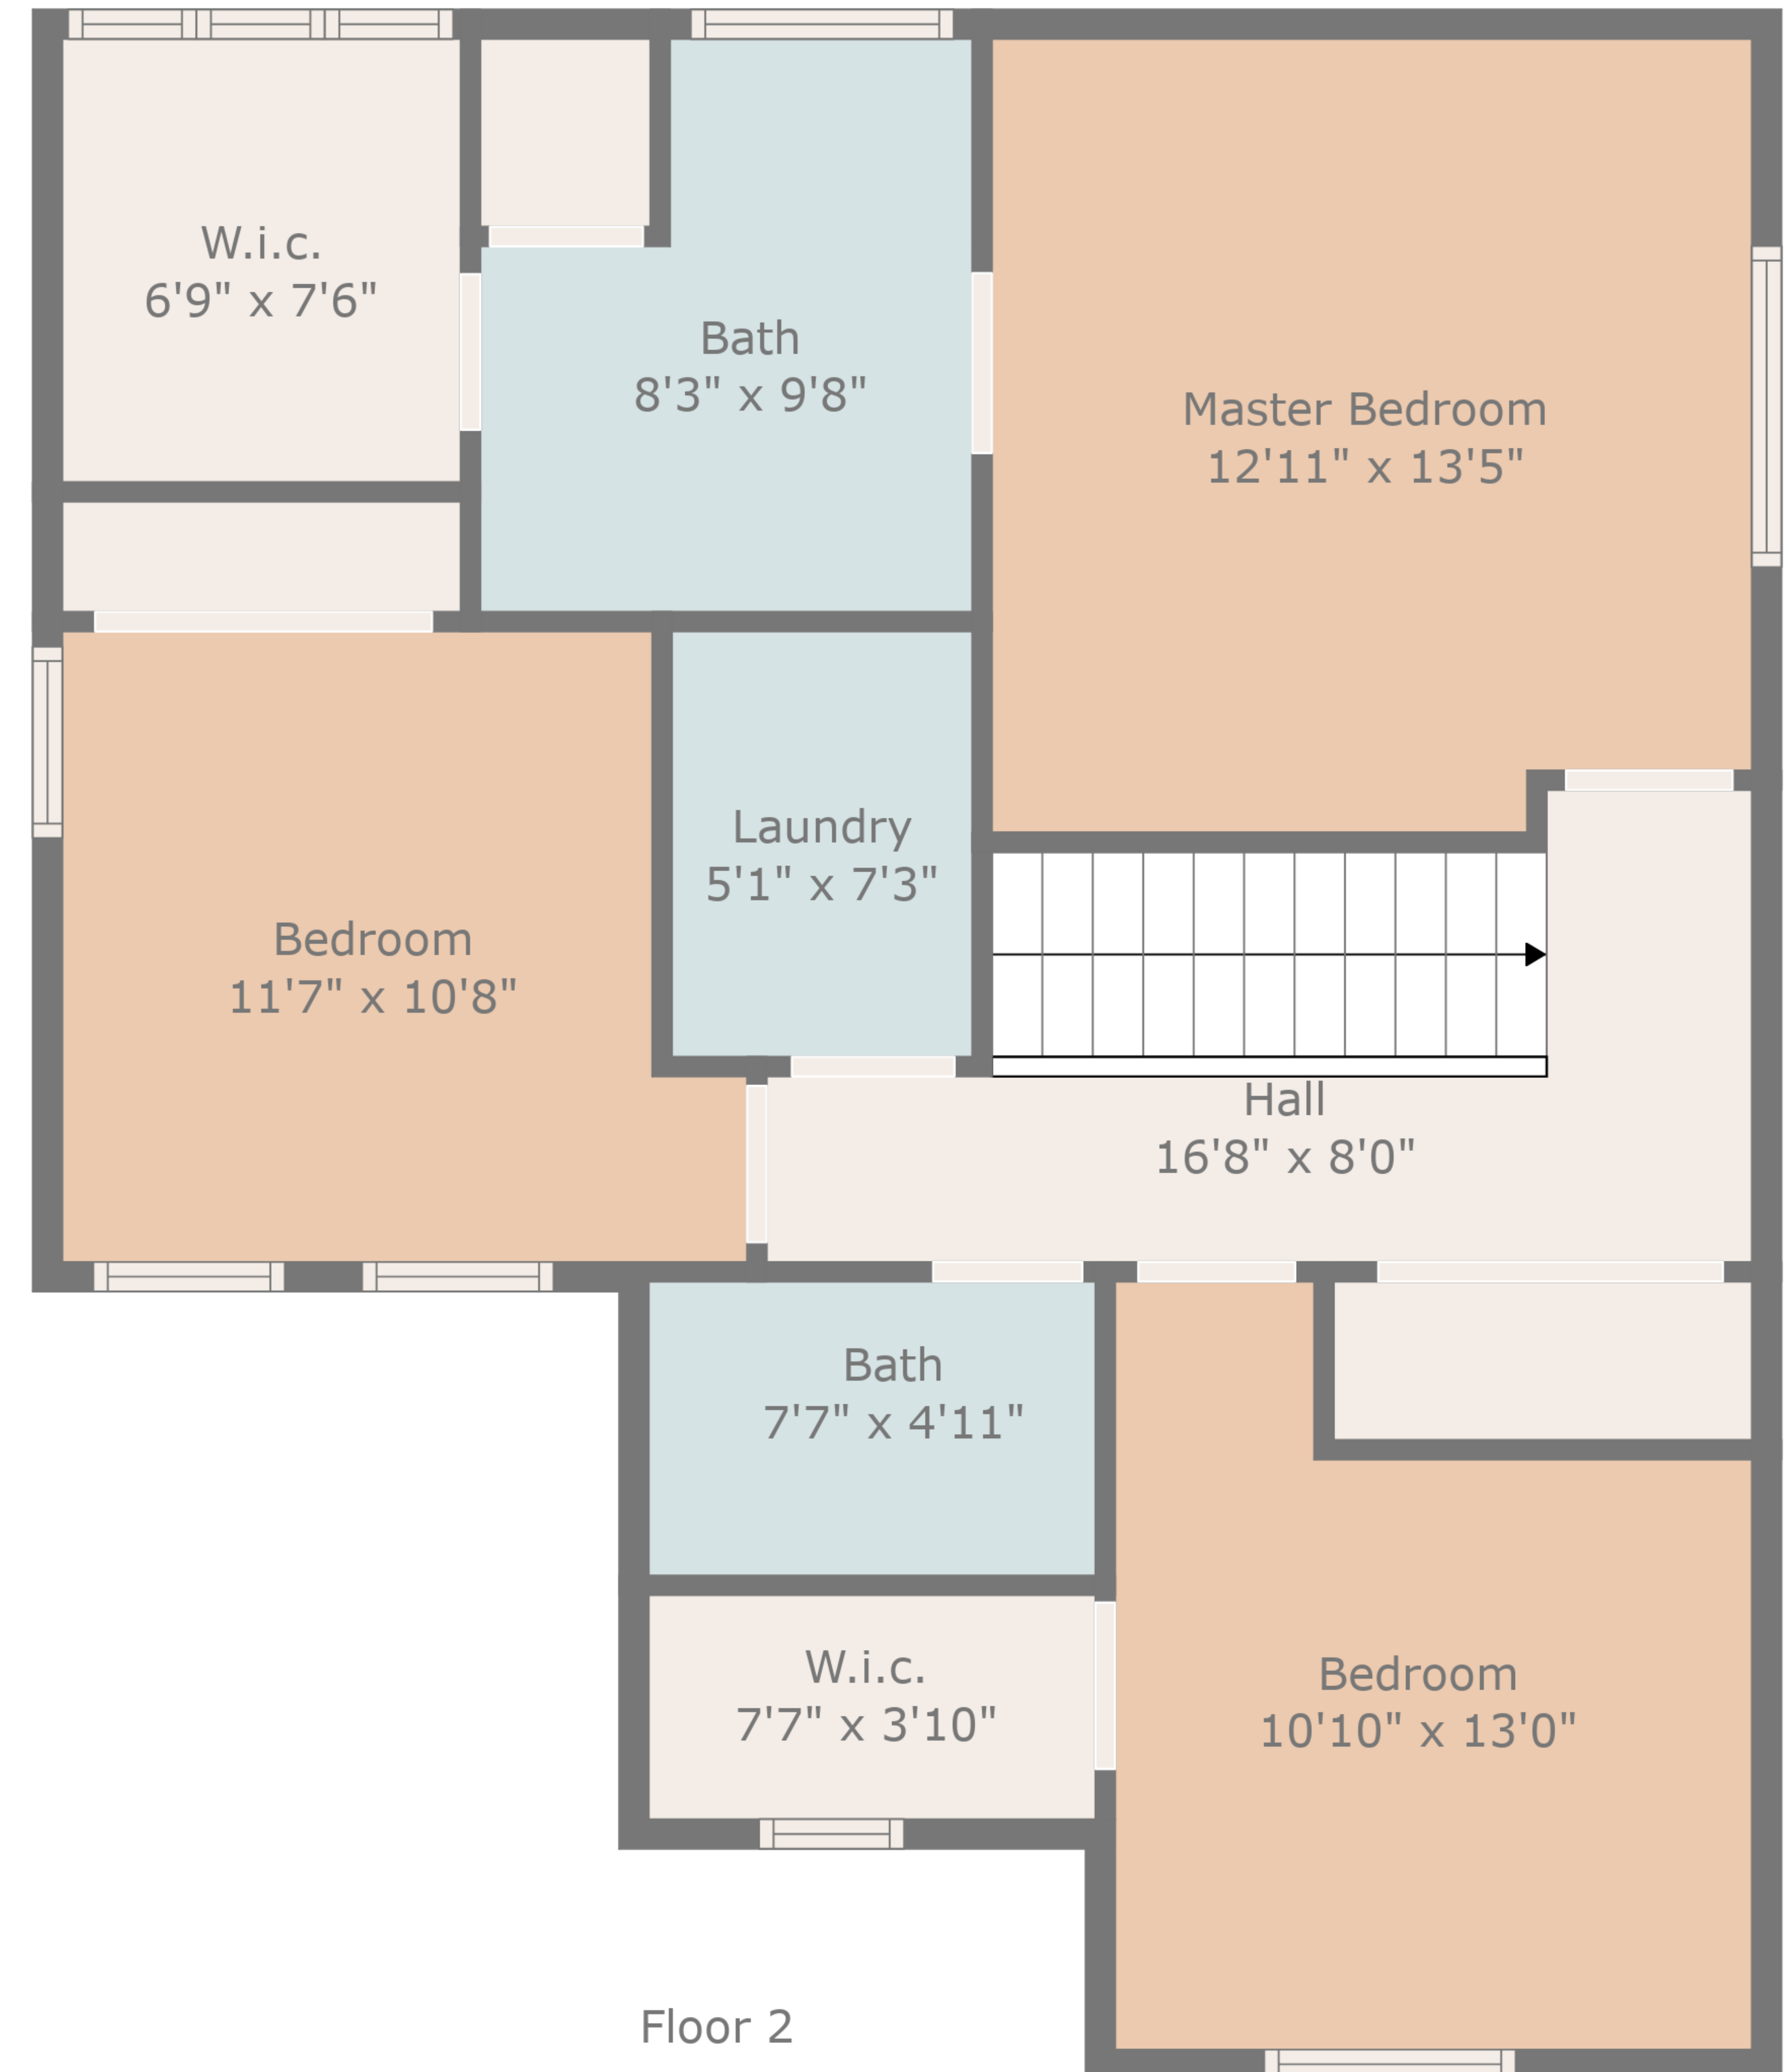 W.i.c.
6'9" x 7'6"
Bath
8'3" x 9'8"
Master Bedroom
12'11" x 13'5"
Laundry
5'1" x 7'3"
Bedroom
11'7" x 10'8"
Hall
16'8" x 8'0"
Bath
7'7" x 4'11"
W.i.c.
7'7" x 3'10"
Bedroom
10'10" x 13'0"
Floor 2